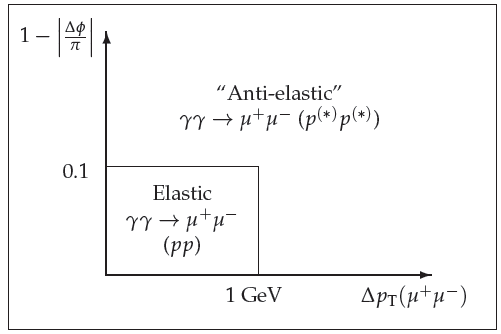 1 − |Δϕ/π|
“Anti-elastic”
γγ → μ⁺μ⁻ (p⁽*⁾p⁽*⁾)
0.1
Elastic
γγ → μ⁺μ⁻
(pp)
1 GeV
Δp_T(μ⁺μ⁻)